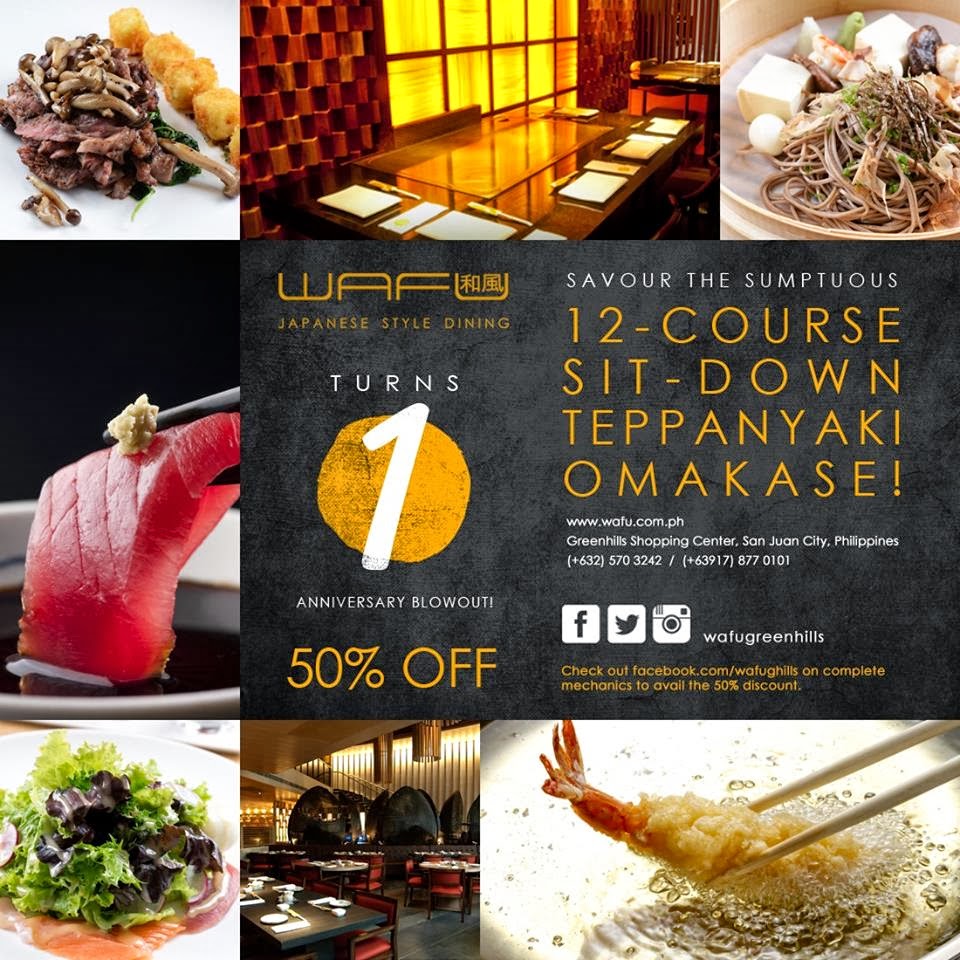 WAFU 和風
JAPANESE STYLE DINING
TURNS
1
ANNIVERSARY BLOWOUT!
50% OFF
SAVOUR THE SUMPTUOUS
12-COURSE
SIT-DOWN
TEPPANYAKI
OMAKASE!
www.wafu.com.ph
Greenhills Shopping Center, San Juan City, Philippines
(+632) 570 3242 / (+63917) 877 0101
wafugreenhills
Check out facebook.com/wafughills on complete
mechanics to avail the 50% discount.